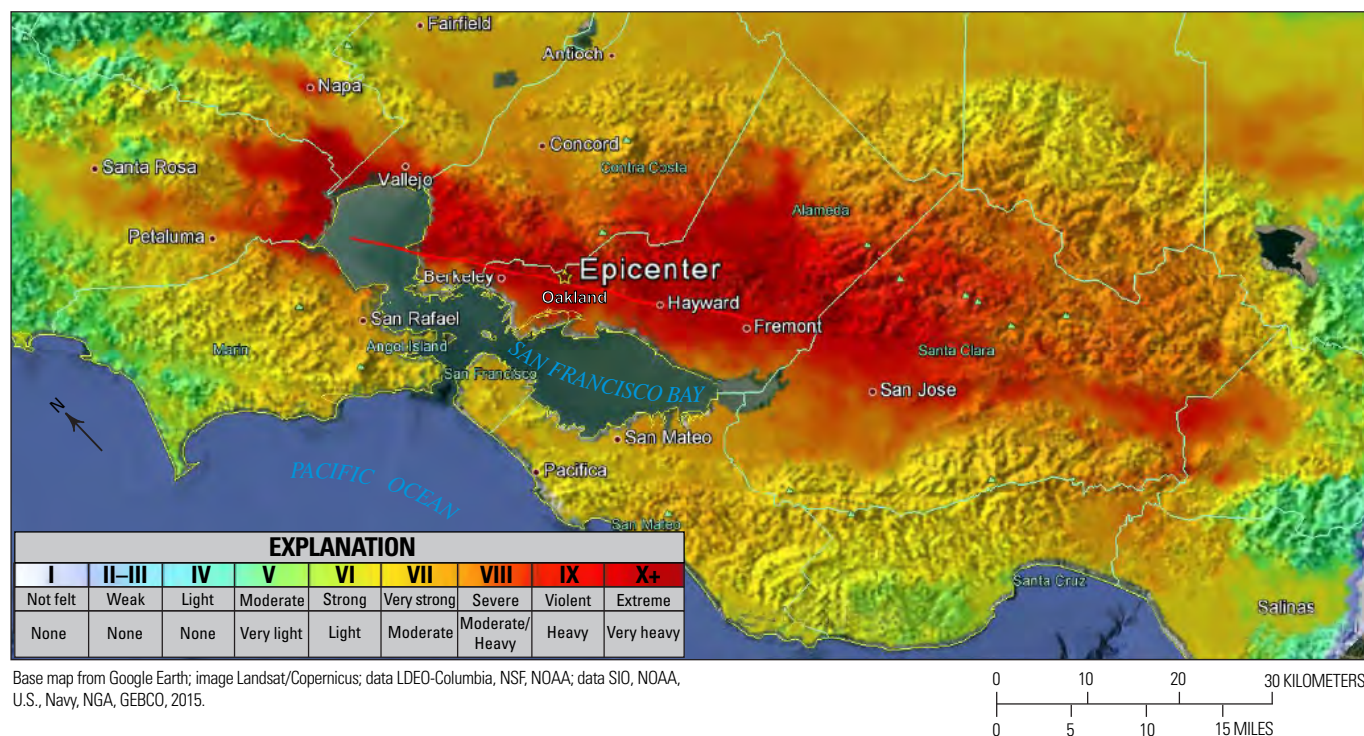 Fairfield
Antioch
Napa
Concord
Contra Costa
Santa Rosa
Vallejo
Alameda
Petaluma
Berkeley
Epicenter
Oakland
Hayward
San Rafael
Fremont
Marin
Angel Island
San Francisco
SAN FRANCISCO BAY
Santa Clara
San Jose
N
San Mateo
Pacifica
PACIFIC OCEAN
San Mateo
Santa Cruz
Salinas
EXPLANATION
I II–III IV V VI VII VIII IX X+
Not felt Weak Light Moderate Strong Very strong Severe Violent Extreme
None None None Very light Light Moderate Moderate/ Heavy Heavy Very heavy
Base map from Google Earth; image Landsat/Copernicus; data LDEO-Columbia, NSF, NOAA; data SIO, NOAA,
U.S., Navy, NGA, GEBCO, 2015.
0 10 20 30 KILOMETERS
0 5 10 15 MILES